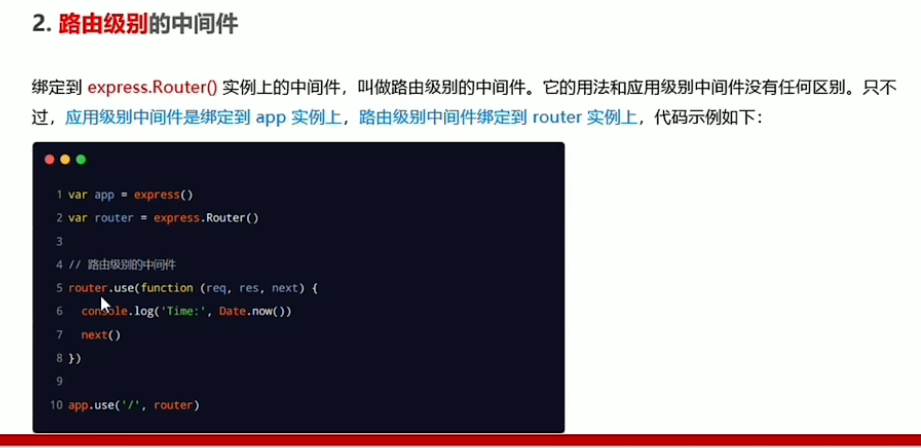 2. 路由级别的中间件
绑定到 express.Router() 实例上的中间件，叫做路由级别的中间件。它的用法和应用级别中间件没有任何区别。只不
过，应用级别中间件是绑定到 app 实例上，路由级别中间件绑定到 router 实例上，代码示例如下：
1 var app = express()
2 var router = express.Router()
3
4 // 路由级别的中间件
5 router.use(function (req, res, next) {
6   console.log('Time:', Date.now())
7   next()
8 })
9
10 app.use('/', router)